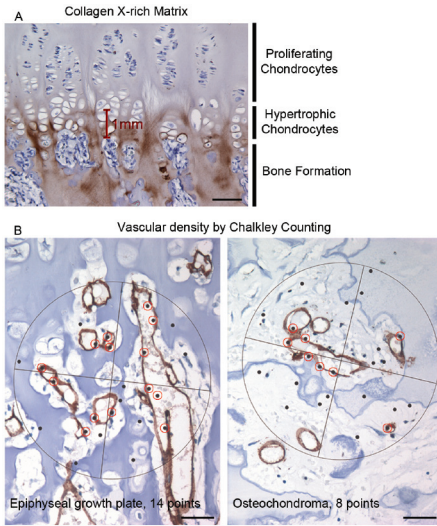 A
Collagen X-rich Matrix
Proliferating
Chondrocytes
Hypertrophic
Chondrocytes
Bone Formation
1mm
B
Vascular density by Chalkley Counting
Epiphyseal growth plate, 14 points
Osteochondroma, 8 points